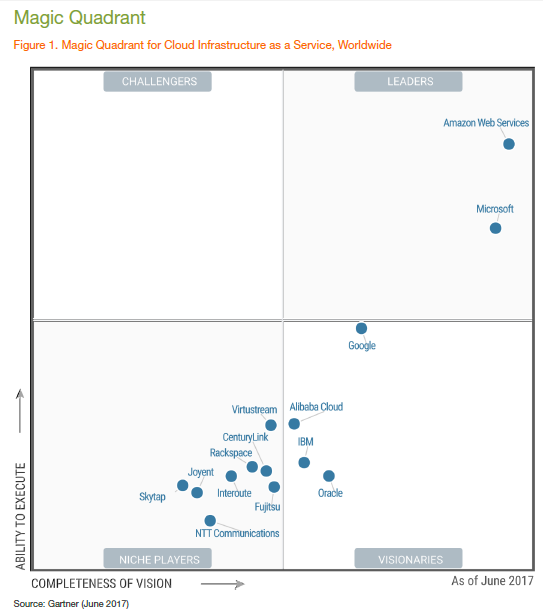 Magic Quadrant
Figure 1. Magic Quadrant for Cloud Infrastructure as a Service, Worldwide
CHALLENGERS
LEADERS
Amazon Web Services
Microsoft
Google
Virtustream
Alibaba Cloud
CenturyLink
IBM
Rackspace
Joyent
Skytap
Interoute
Oracle
Fujitsu
NTT Communications
ABILITY TO EXECUTE
NICHE PLAYERS
VISIONARIES
COMPLETENESS OF VISION
As of June 2017
Source: Gartner (June 2017)